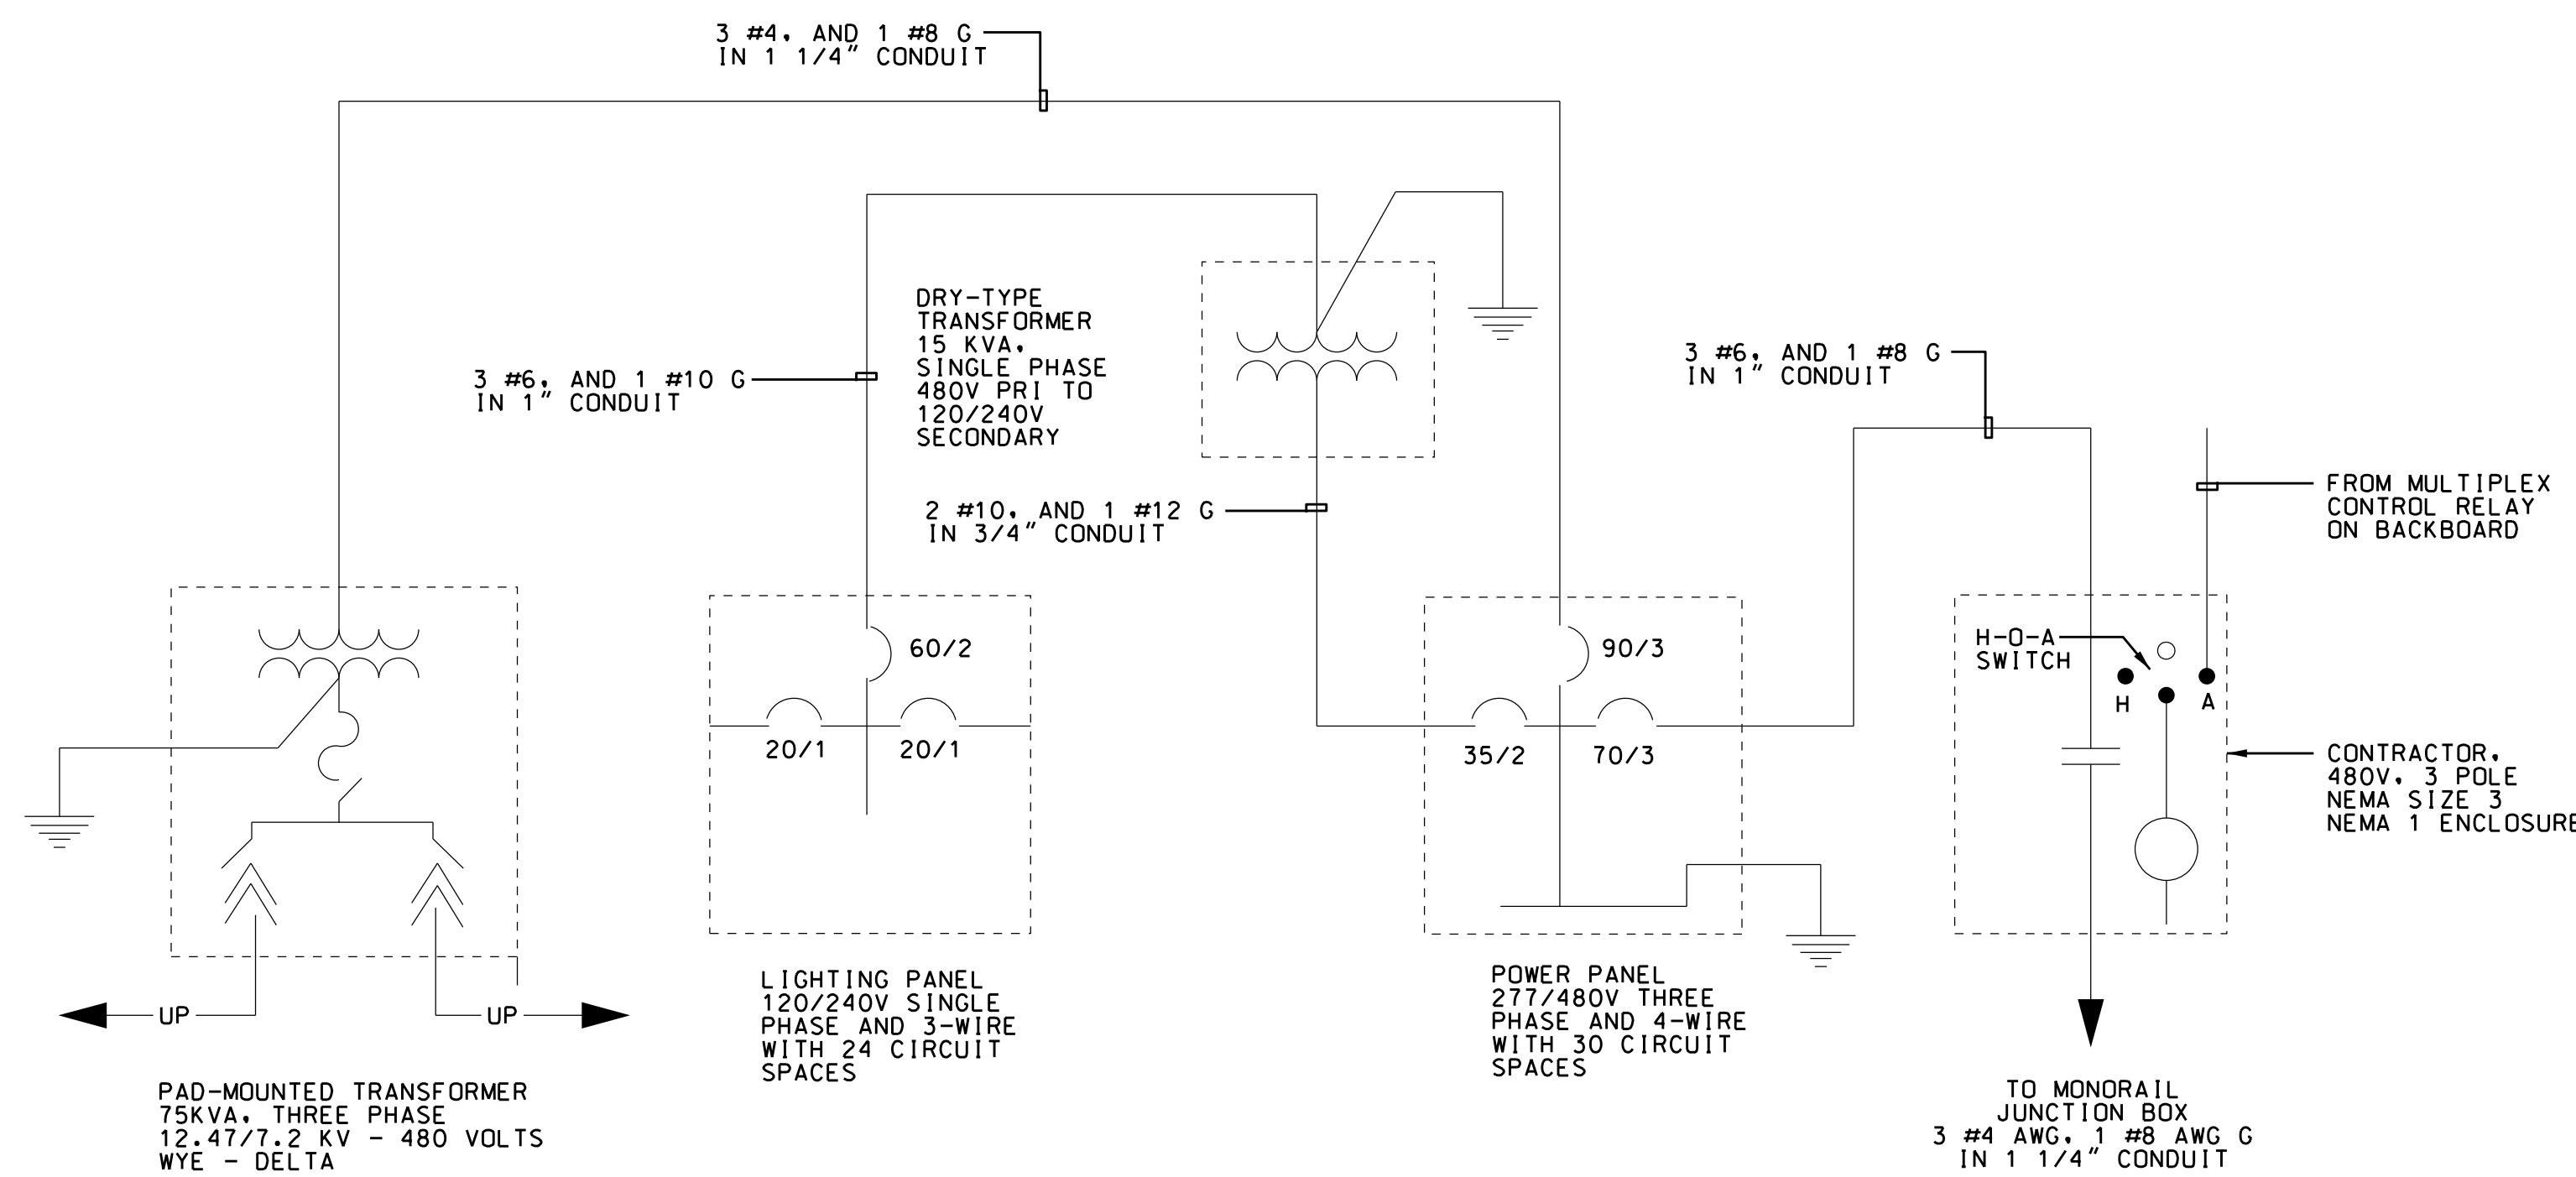 3 #4, AND 1 #8 G
IN 1 1/4" CONDUIT
DRY-TYPE
TRANSFORMER
15 KVA,
SINGLE PHASE
480V PRI TO
120/240V
SECONDARY
3 #6, AND 1 #10 G
IN 1" CONDUIT
3 #6, AND 1 #8 G
IN 1" CONDUIT
2 #10, AND 1 #12 G
IN 3/4" CONDUIT
FROM MULTIPLEX
CONTROL RELAY
ON BACKBOARD
60/2
20/1
20/1
90/3
35/2
70/3
H-O-A
SWITCH
H
A
CONTRACTOR,
480V, 3 POLE
NEMA SIZE 3
NEMA 1 ENCLOSURE
UP
UP
PAD-MOUNTED TRANSFORMER
75KVA, THREE PHASE
12.47/7.2 KV - 480 VOLTS
WYE - DELTA
LIGHTING PANEL
120/240V SINGLE
PHASE AND 3-WIRE
WITH 24 CIRCUIT
SPACES
POWER PANEL
277/480V THREE
PHASE AND 4-WIRE
WITH 30 CIRCUIT
SPACES
TO MONORAIL
JUNCTION BOX
3 #4 AWG, 1 #8 AWG G
IN 1 1/4" CONDUIT